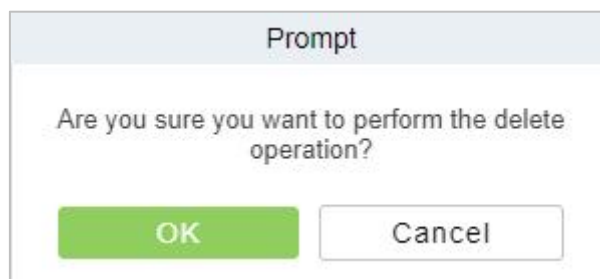 Prompt
Are you sure you want to perform the delete
operation?
OK
Cancel